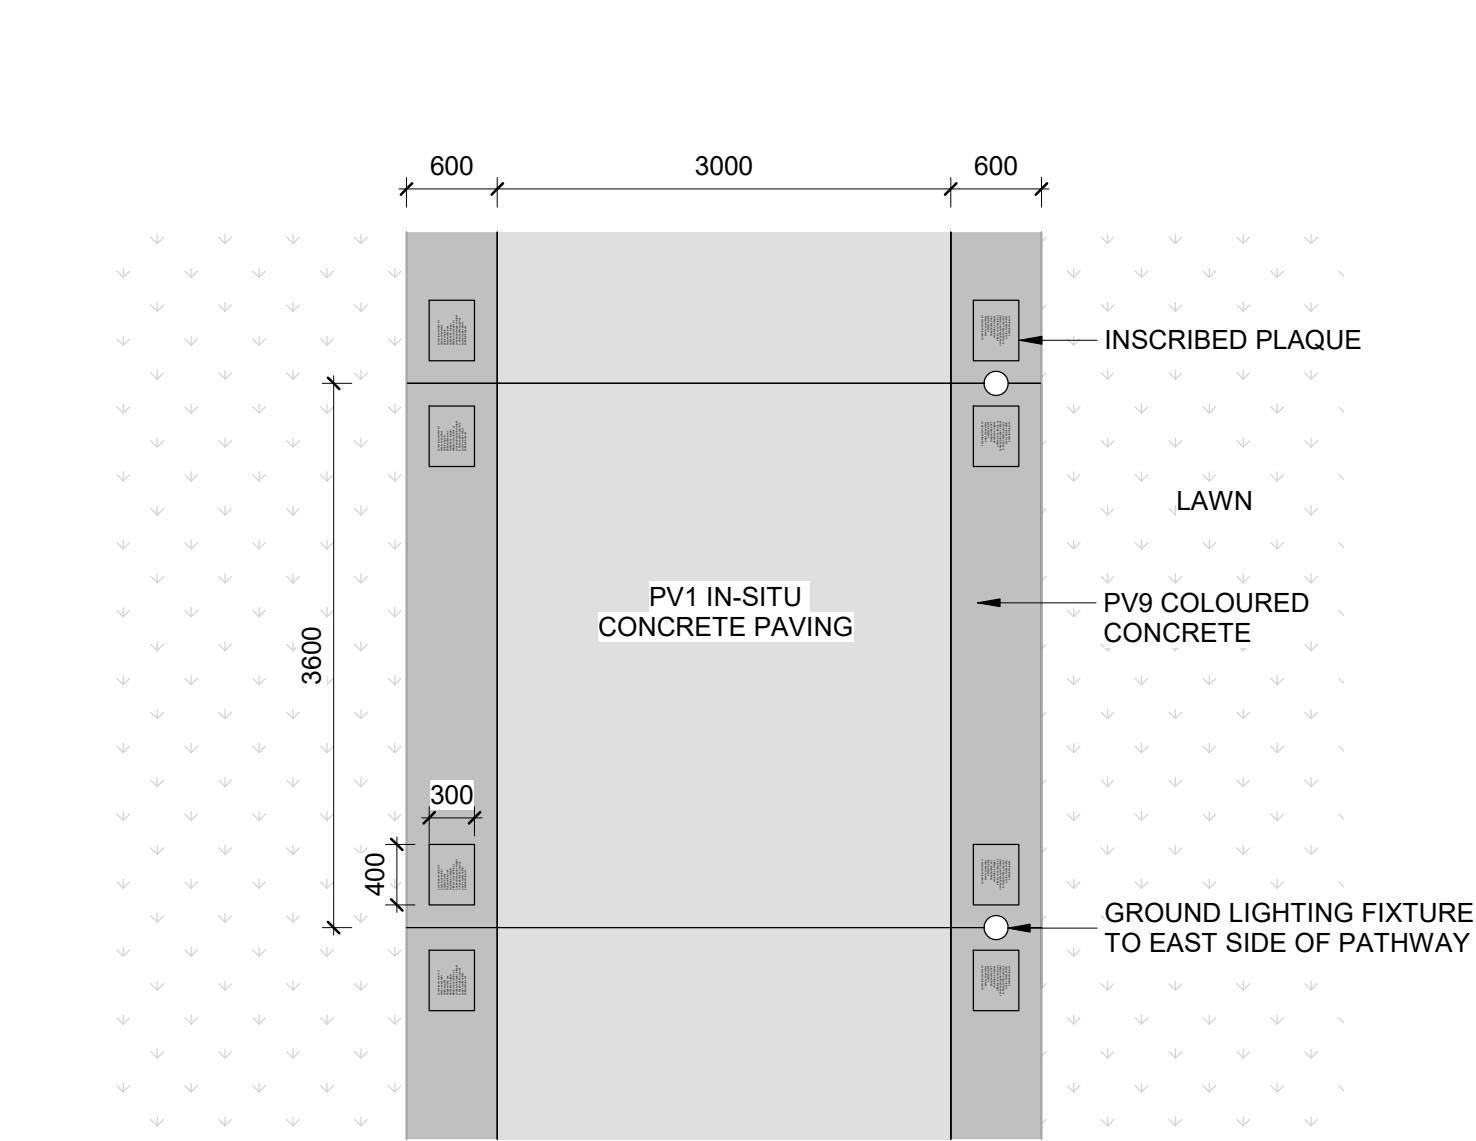 600
3000
600
INSCRIBED PLAQUE
LAWN
PV1 IN-SITU
CONCRETE PAVING
PV9 COLOURED
CONCRETE
3600
300
400
GROUND LIGHTING FIXTURE
TO EAST SIDE OF PATHWAY